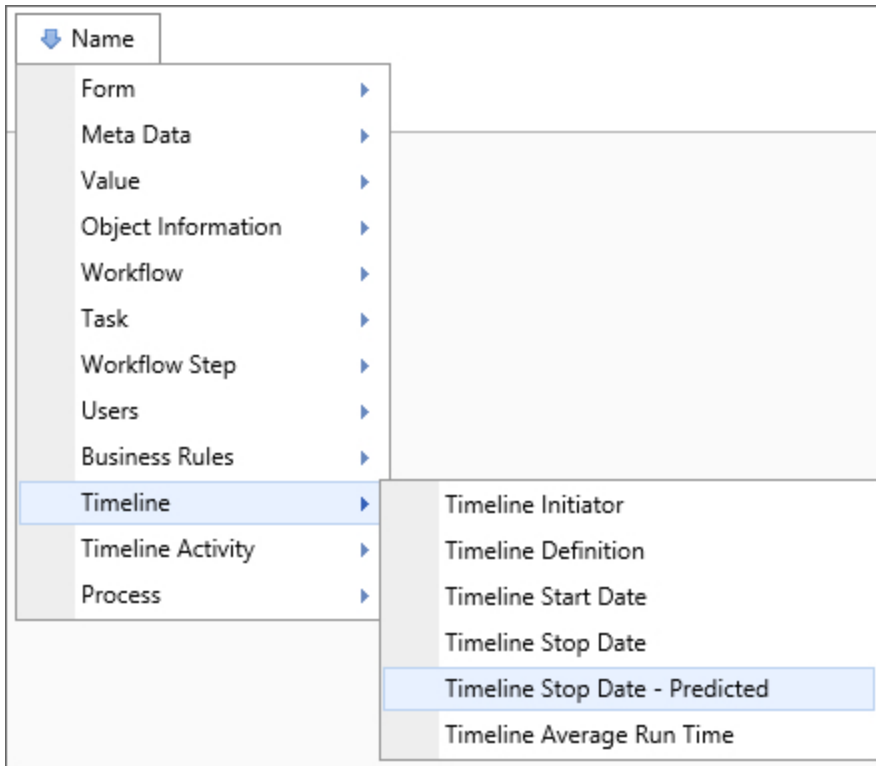 Name
Form
Meta Data
Value
Object Information
Workflow
Task
Workflow Step
Users
Business Rules
Timeline
Timeline Activity
Process
Timeline Initiator
Timeline Definition
Timeline Start Date
Timeline Stop Date
Timeline Stop Date - Predicted
Timeline Average Run Time